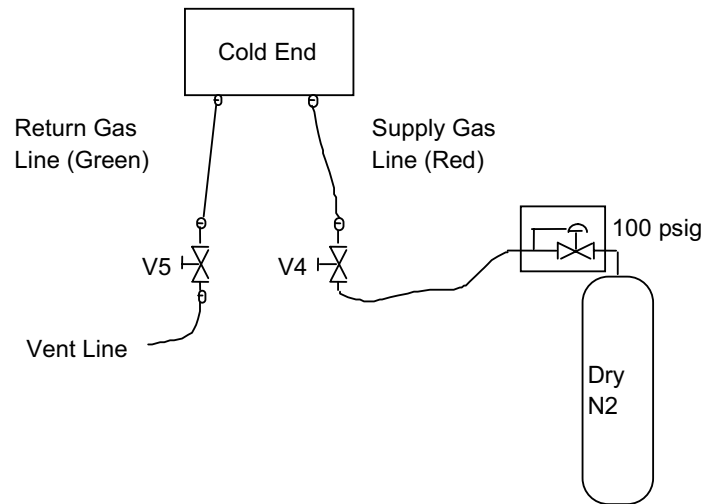 Cold End
Return Gas
Line (Green)
Supply Gas
Line (Red)
100 psig
V5
V4
Vent Line
Dry
N2